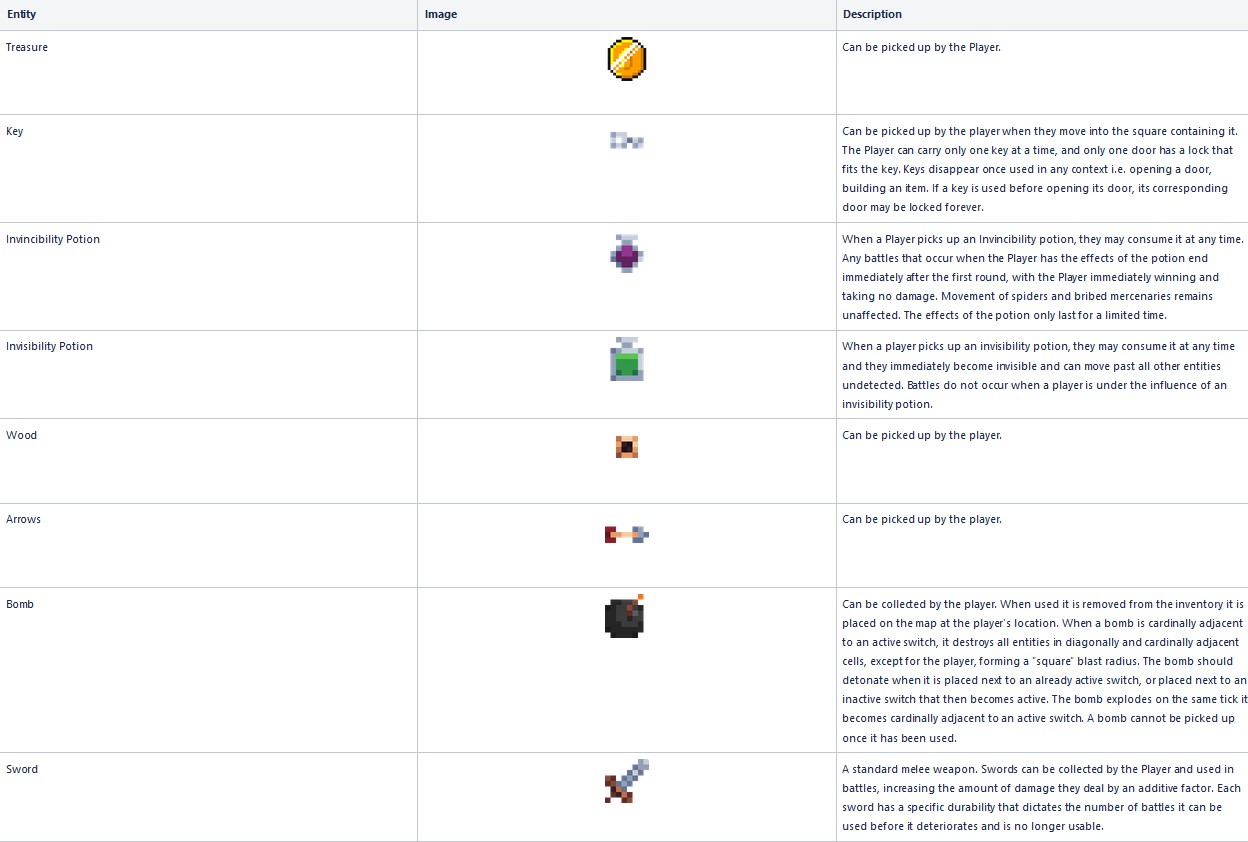 Entity Image Description
Treasure
Can be picked up by the Player.
Key
Can be picked up by the player when they move into the square containing it.
The Player can carry only one key at a time, and only one door has a lock that
fits the key. Keys disappear once used in any context i.e. opening a door,
building an item. If a key is used before opening its door, its corresponding
door may be locked forever.
Invincibility Potion
When a Player picks up an Invincibility potion, they may consume it at any time.
Any battles that occur when the Player has the effects of the potion end
immediately after the first round, with the Player immediately winning and
taking no damage. Movement of spiders and bribed mercenaries remains
unaffected. The effects of the potion only last for a limited time.
Invisibility Potion
When a player picks up an invisibility potion, they may consume it at any time
and they immediately become invisible and can move past all other entities
undetected. Battles do not occur when a player is under the influence of an
invisibility potion.
Wood
Can be picked up by the player.
Arrows
Can be picked up by the player.
Bomb
Can be collected by the player. When used it is removed from the inventory it is
placed on the map at the player's location. When a bomb is cardinally adjacent
to an active switch, it destroys all entities in diagonally and cardinally adjacent
cells, except for the player, forming a "square" blast radius. The bomb should
detonate when it is placed next to an already active switch, or placed next to an
inactive switch that then becomes active. The bomb explodes on the same tick it
becomes cardinally adjacent to an active switch. A bomb cannot be picked up
once it has been used.
Sword
A standard melee weapon. Swords can be collected by the Player and used in
battles, increasing the amount of damage they deal by an additive factor. Each
sword has a specific durability that dictates the number of battles it can be
used before it deteriorates and is no longer usable.